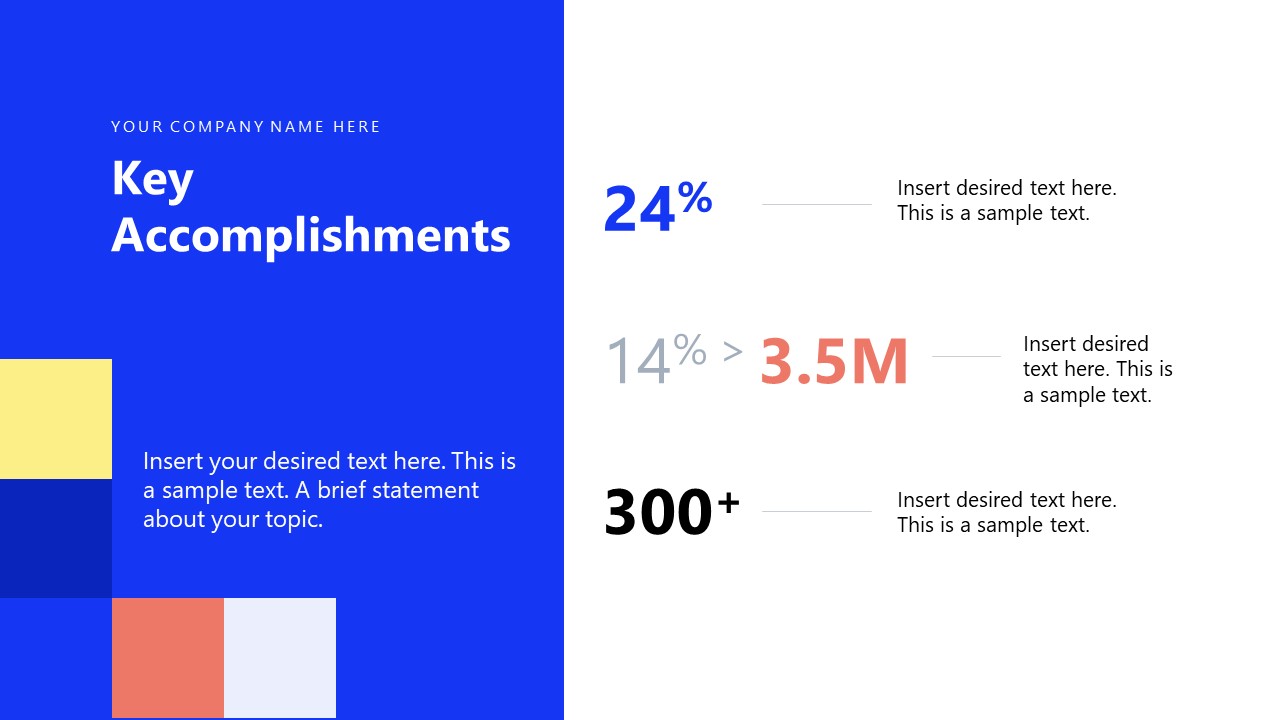 YOUR COMPANY NAME HERE
Key
Accomplishments
Insert your desired text here. This is
a sample text. A brief statement
about your topic.
24%
Insert desired text here.
This is a sample text.
14% > 3.5M
Insert desired
text here. This is
a sample text.
300+
Insert desired text here.
This is a sample text.